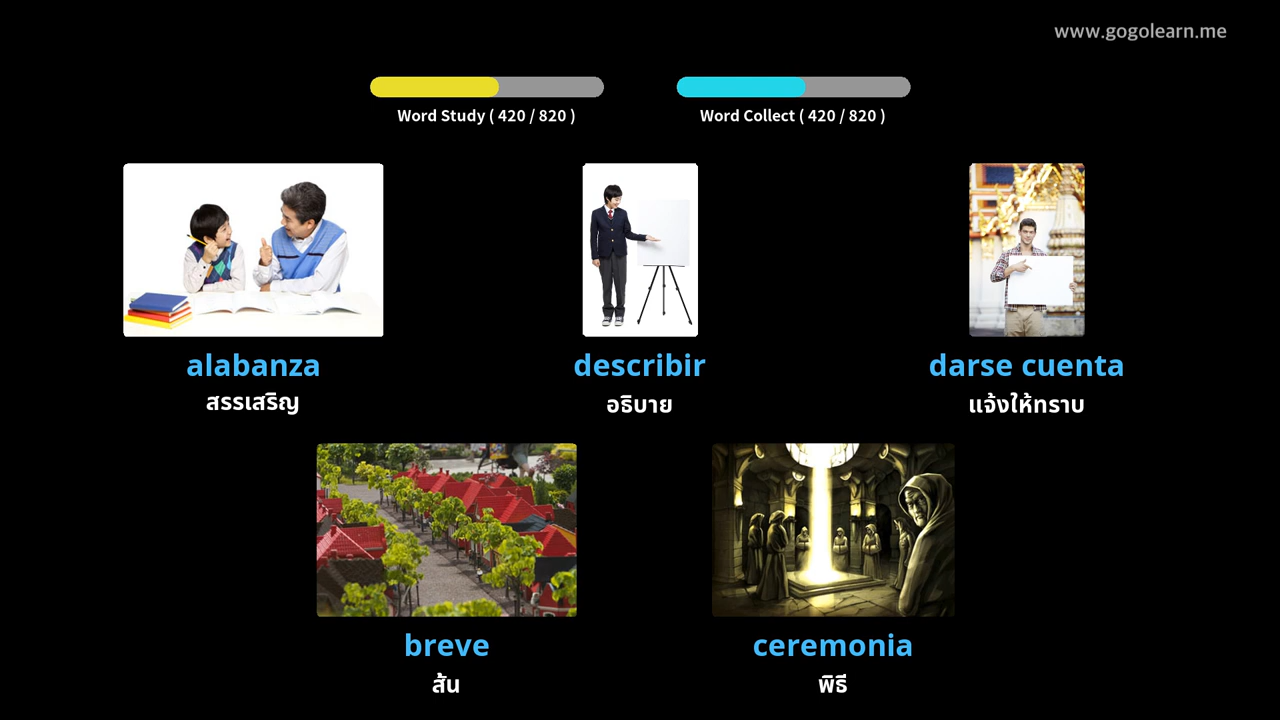 www.gogolearn.me
Word Study ( 420 / 820 )
Word Collect ( 420 / 820 )
alabanza
สรรเสริญ
describir
อธิบาย
darse cuenta
แจ้งให้ทราบ
breve
ส้น
ceremonia
พิธี